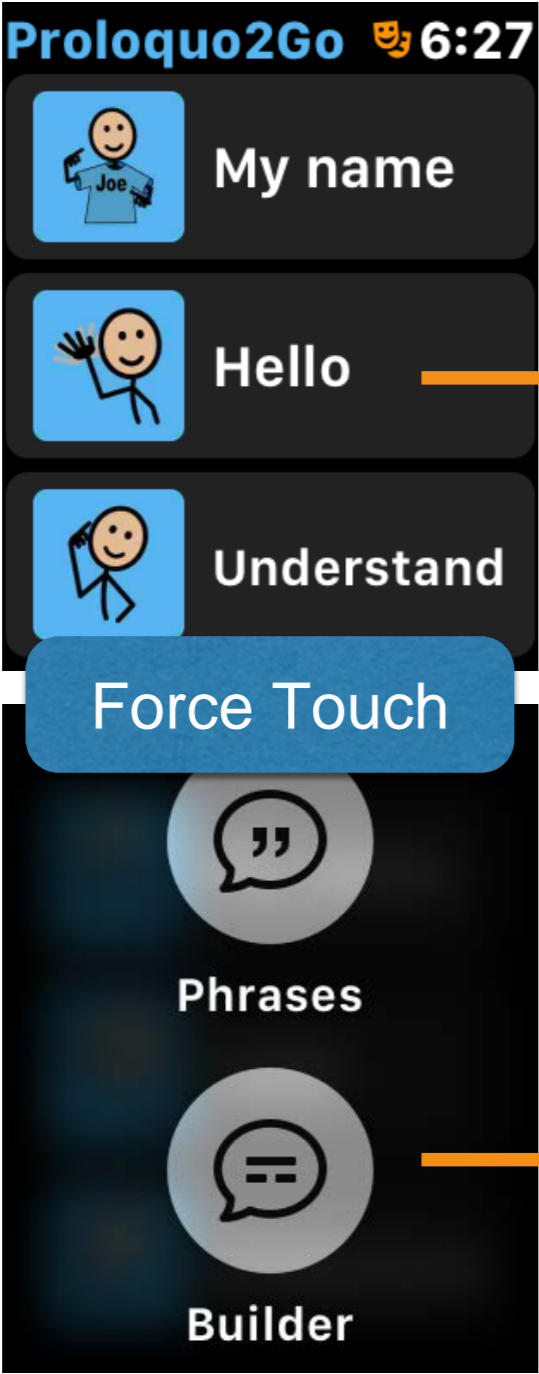 Proloquo2Go 6:27
Joe
My name
Hello
Understand
Force Touch
”
Phrases
Builder